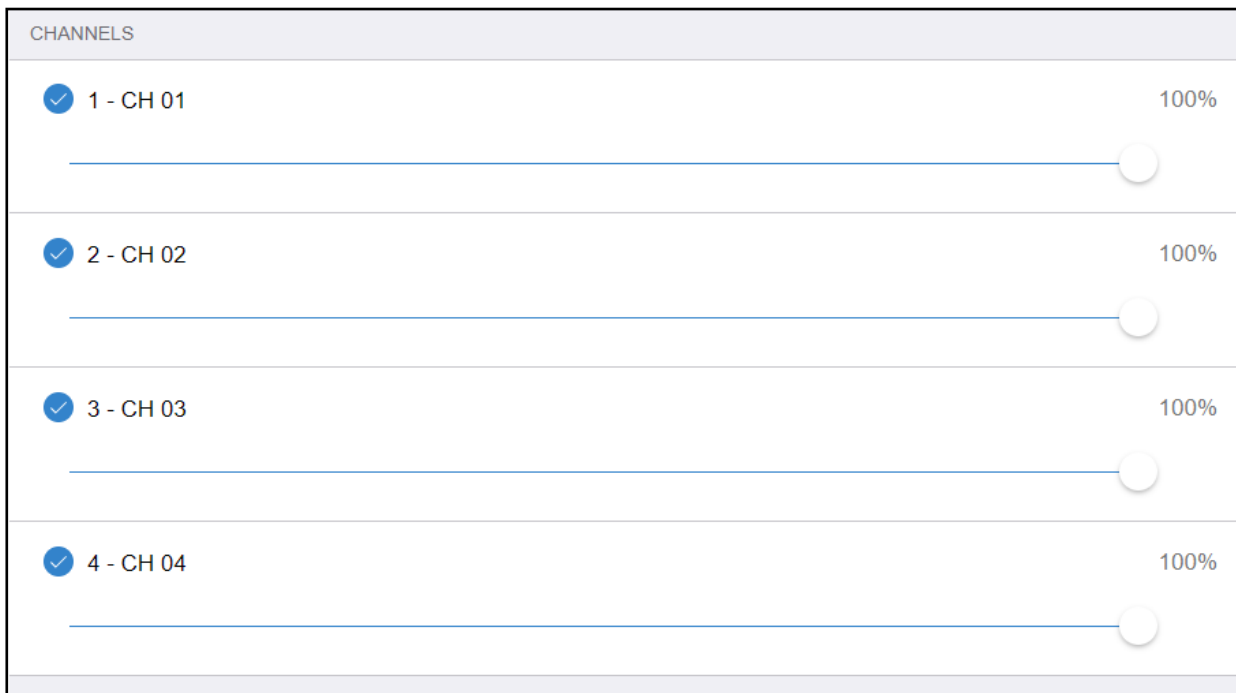 CHANNELS
1 - CH 01 100%
2 - CH 02 100%
3 - CH 03 100%
4 - CH 04 100%